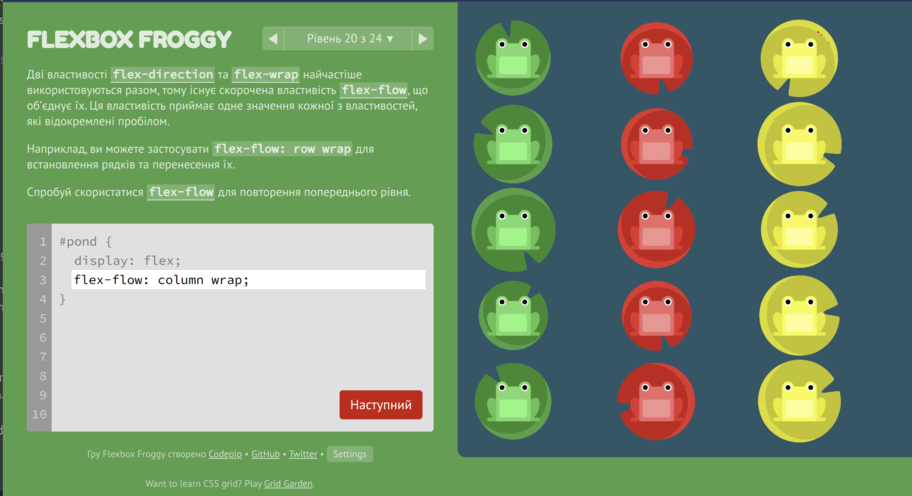 FLEXBOX FROGGY
◀ Рівень 20 з 24 ▾ ▶
Дві властивості flex-direction та flex-wrap найчастіше
використовуються разом, тому існує скорочена властивість flex-flow, що
об'єднує їх. Ця властивість приймає одне значення кожної з властивостей,
які відокремлені пробілом.
Наприклад, ви можете застосувати flex-flow: row wrap для
встановлення рядків та перенесення їх.
Спробуй скористатися flex-flow для повторення попереднього рівня.
1 #pond {
2 display: flex;
3 flex-flow: column wrap;
4 }
5
6
7
8
9
10
Наступний
Гру Flexbox Froggy створено Codepip • GitHub • Twitter • Settings
Want to learn CSS grid? Play Grid Garden.